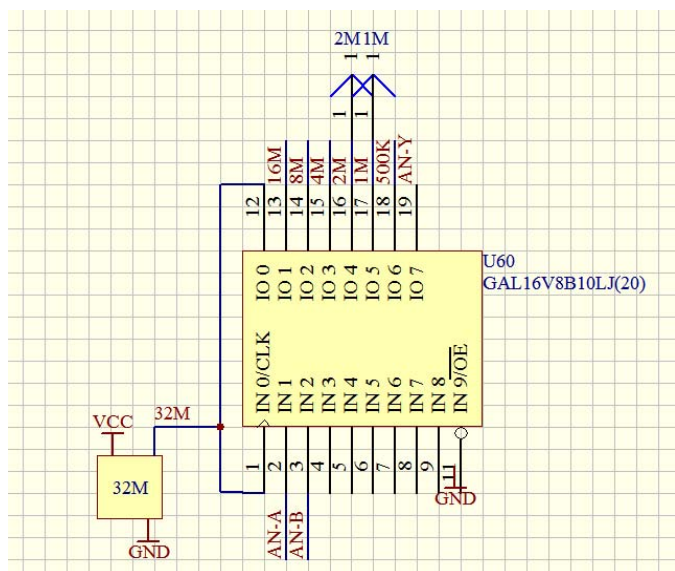 2M 1M
1 1
1 1
16M 8M 4M 2M 1M 500K AN-Y
12 13 14 15 16 17 18 19
IO 0 IO 1 IO 2 IO 3 IO 4 IO 5 IO 6 IO 7
U60
GAL16V8B10LJ(20)
IN 0/CLK IN 1 IN 2 IN 3 IN 4 IN 5 IN 6 IN 7 IN 8 IN 9/OE
VCC
32M
32M
GND
1 2 3 4 5 6 7 8 9 11
GND
AN-A AN-B